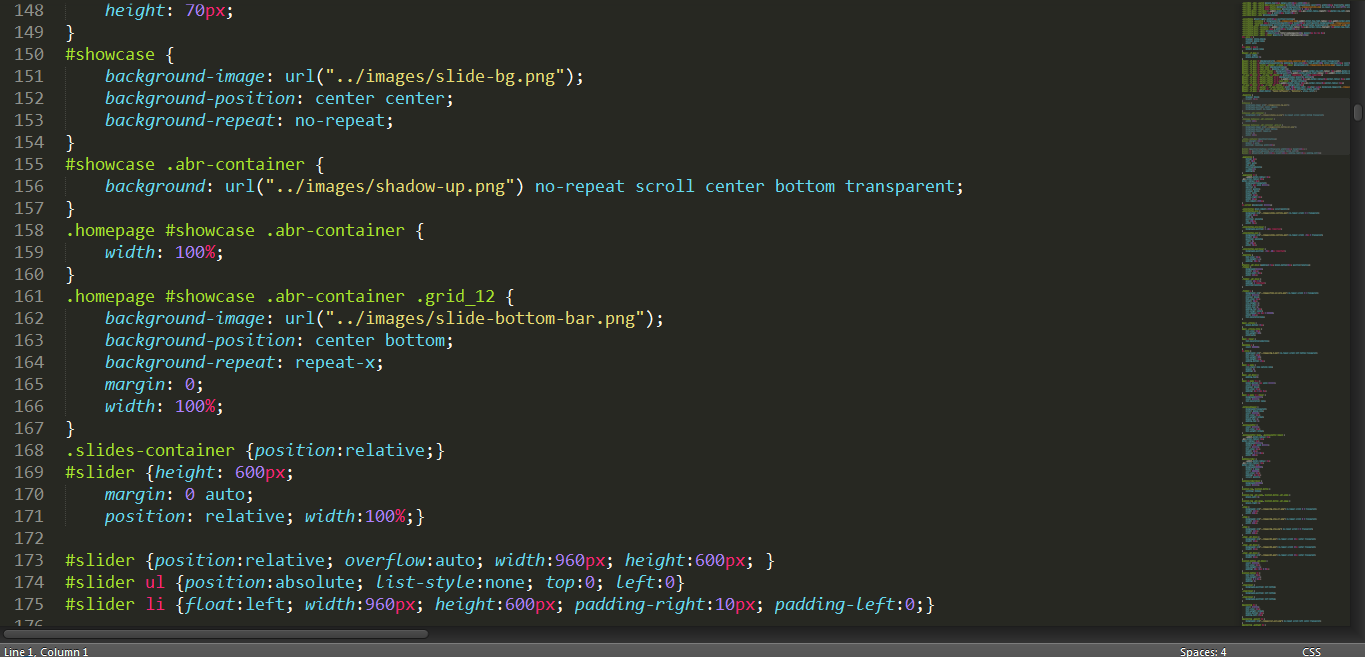 148 height: 70px;
149 }
150 #showcase {
151 background-image: url("../images/slide-bg.png");
152 background-position: center center;
153 background-repeat: no-repeat;
154 }
155 #showcase .abr-container {
156 background: url("../images/shadow-up.png") no-repeat scroll center bottom transparent;
157 }
158 .homepage #showcase .abr-container {
159 width: 100%;
160 }
161 .homepage #showcase .abr-container .grid_12 {
162 background-image: url("../images/slide-bottom-bar.png");
163 background-position: center bottom;
164 background-repeat: repeat-x;
165 margin: 0;
166 width: 100%;
167 }
168 .slides-container {position:relative;}
169 #slider {height: 600px;
170 margin: 0 auto;
171 position: relative; width:100%;}
172
173 #slider {position:relative; overflow:auto; width:960px; height:600px; }
174 #slider ul {position:absolute; list-style:none; top:0; left:0}
175 #slider li {float:left; width:960px; height:600px; padding-right:10px; padding-left:0;}
176
Line 1, Column 1 Spaces: 4 CSS